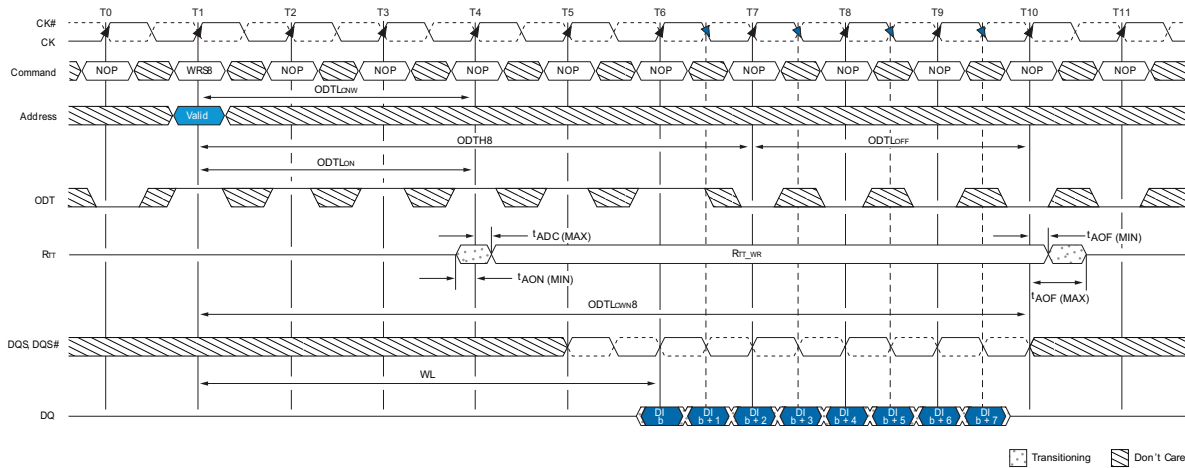 T0 T1 T2 T3 T4 T5 T6 T7 T8 T9 T10 T11
CK#
CK
Command NOP WRS8 NOP NOP NOP NOP NOP NOP NOP NOP NOP NOP
ODTLCNW
Address Valid
ODTH8 ODTLOFF
ODTLON
ODT
tADC (MAX) tAOF (MIN)
RTT RTT_WR
tAON (MIN) tAOF (MAX)
ODTLCWN8
DQS, DQS#
WL
DQ DI b DI b + 1 DI b + 2 DI b + 3 DI b + 4 DI b + 5 DI b + 6 DI b + 7
Transitioning Don't Care